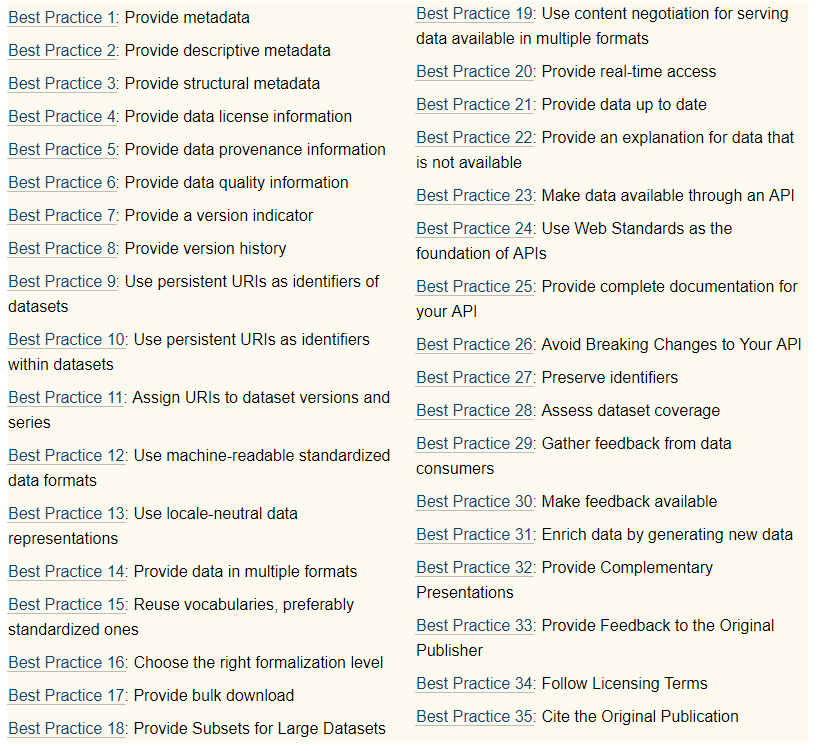 Best Practice 1: Provide metadata
Best Practice 2: Provide descriptive metadata
Best Practice 3: Provide structural metadata
Best Practice 4: Provide data license information
Best Practice 5: Provide data provenance information
Best Practice 6: Provide data quality information
Best Practice 7: Provide a version indicator
Best Practice 8: Provide version history
Best Practice 9: Use persistent URIs as identifiers of
datasets
Best Practice 10: Use persistent URIs as identifiers
within datasets
Best Practice 11: Assign URIs to dataset versions and
series
Best Practice 12: Use machine-readable standardized
data formats
Best Practice 13: Use locale-neutral data
representations
Best Practice 14: Provide data in multiple formats
Best Practice 15: Reuse vocabularies, preferably
standardized ones
Best Practice 16: Choose the right formalization level
Best Practice 17: Provide bulk download
Best Practice 18: Provide Subsets for Large Datasets
Best Practice 19: Use content negotiation for serving
data available in multiple formats
Best Practice 20: Provide real-time access
Best Practice 21: Provide data up to date
Best Practice 22: Provide an explanation for data that
is not available
Best Practice 23: Make data available through an API
Best Practice 24: Use Web Standards as the
foundation of APIs
Best Practice 25: Provide complete documentation for
your API
Best Practice 26: Avoid Breaking Changes to Your API
Best Practice 27: Preserve identifiers
Best Practice 28: Assess dataset coverage
Best Practice 29: Gather feedback from data
consumers
Best Practice 30: Make feedback available
Best Practice 31: Enrich data by generating new data
Best Practice 32: Provide Complementary
Presentations
Best Practice 33: Provide Feedback to the Original
Publisher
Best Practice 34: Follow Licensing Terms
Best Practice 35: Cite the Original Publication